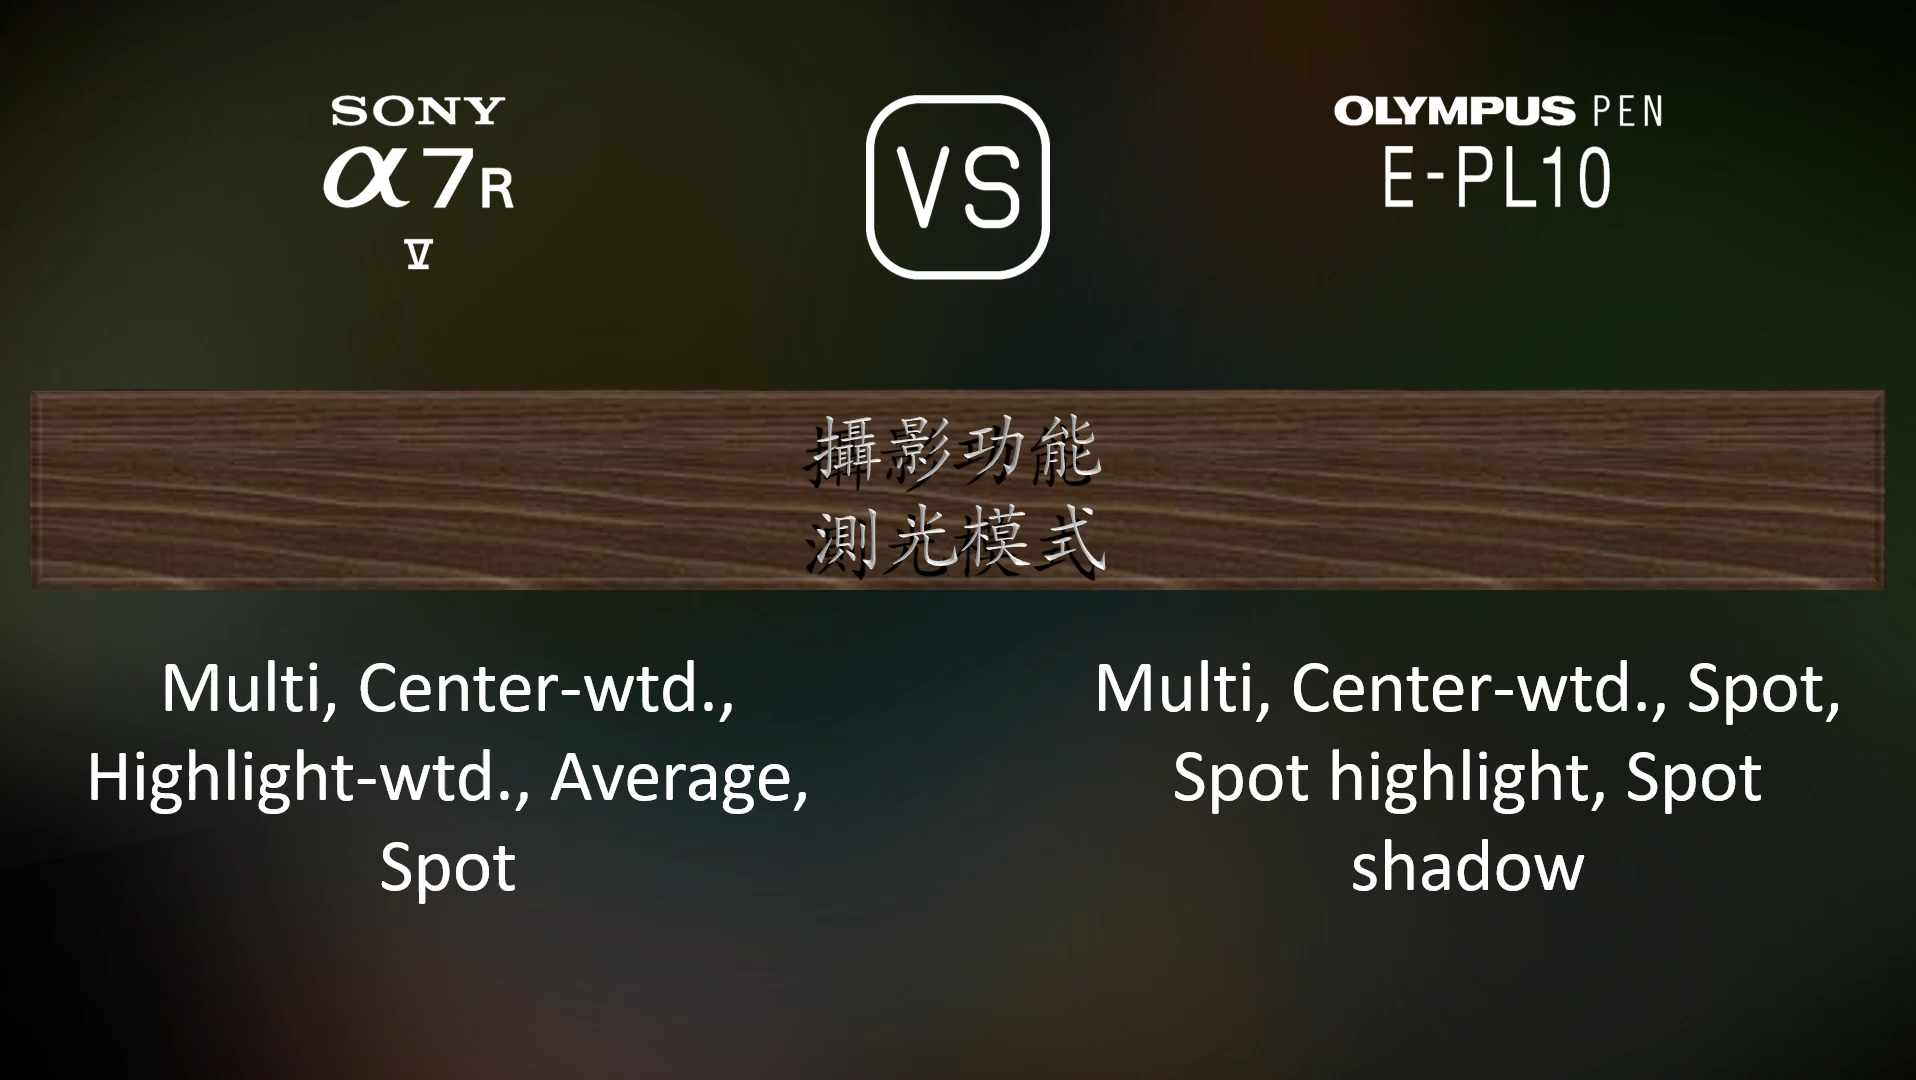 SONY
α7R
V
VS
OLYMPUS PEN
E-PL10
攝影功能
測光模式
Multi, Center-wtd.,
Highlight-wtd., Average,
Spot
Multi, Center-wtd., Spot,
Spot highlight, Spot
shadow